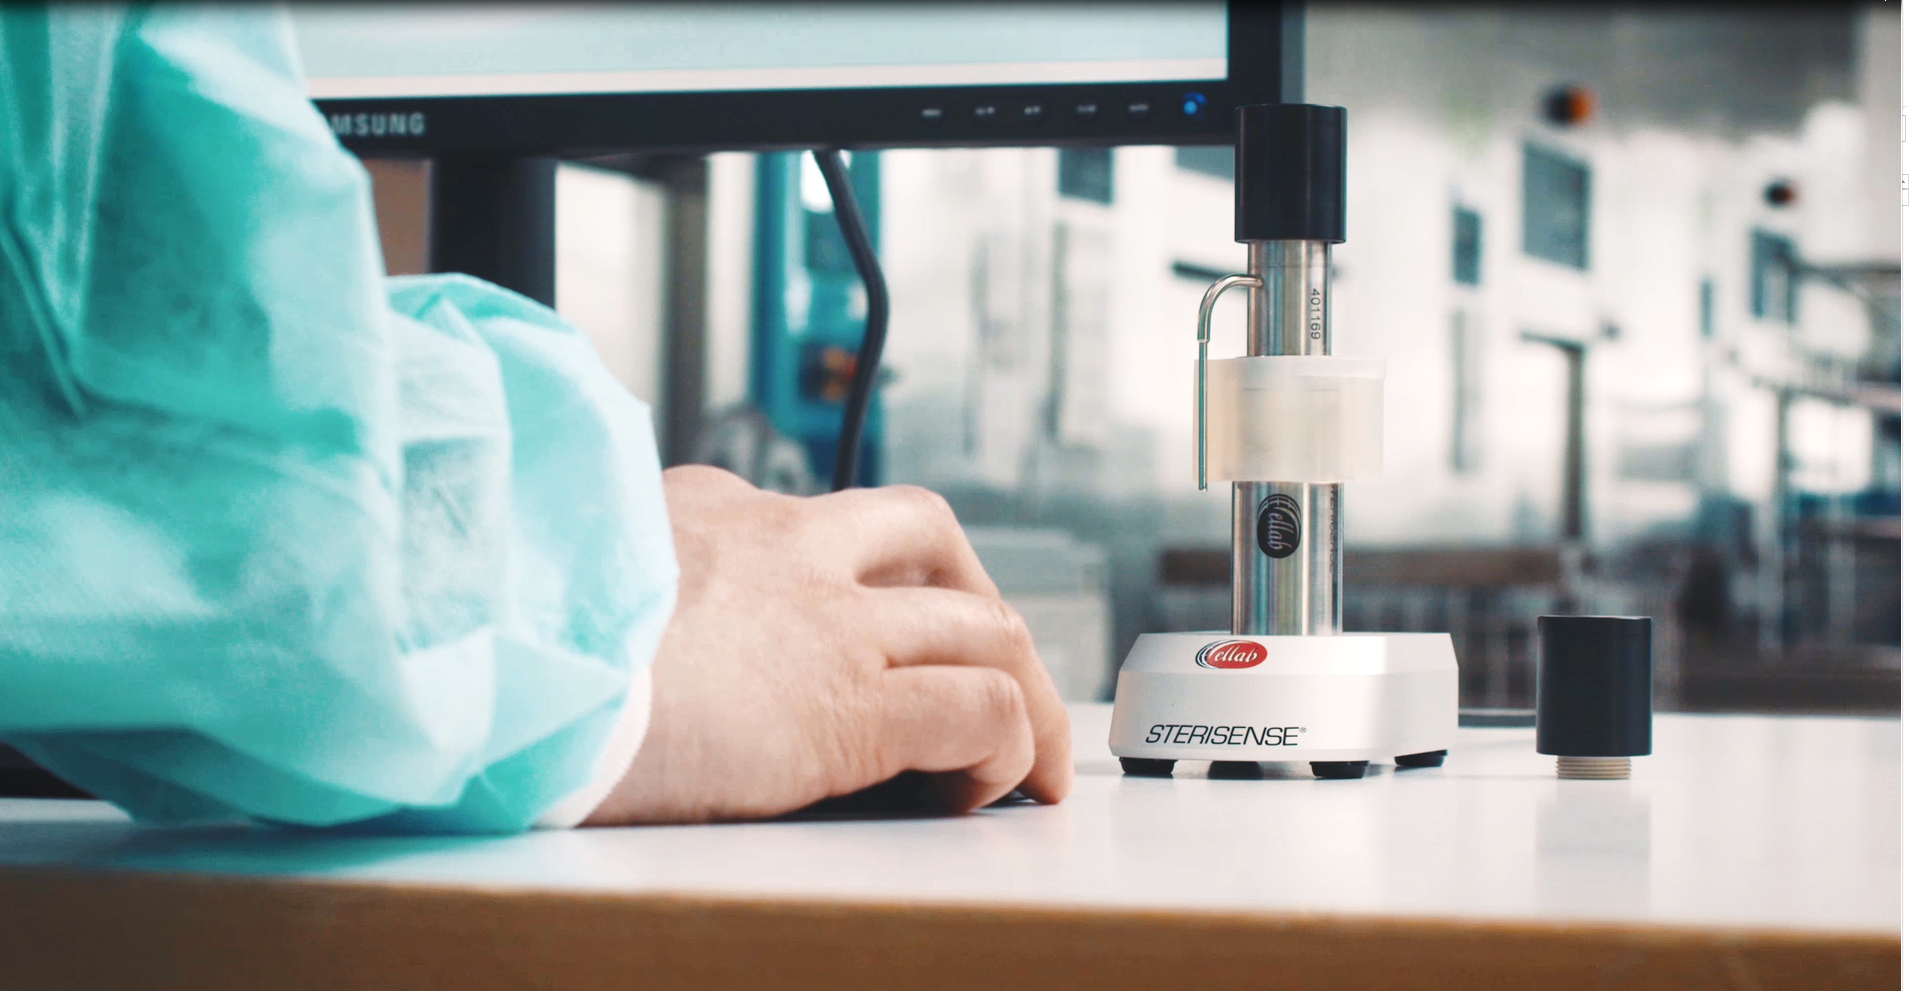 MSUNG
401169
ellab
ellab
STERISENSE®